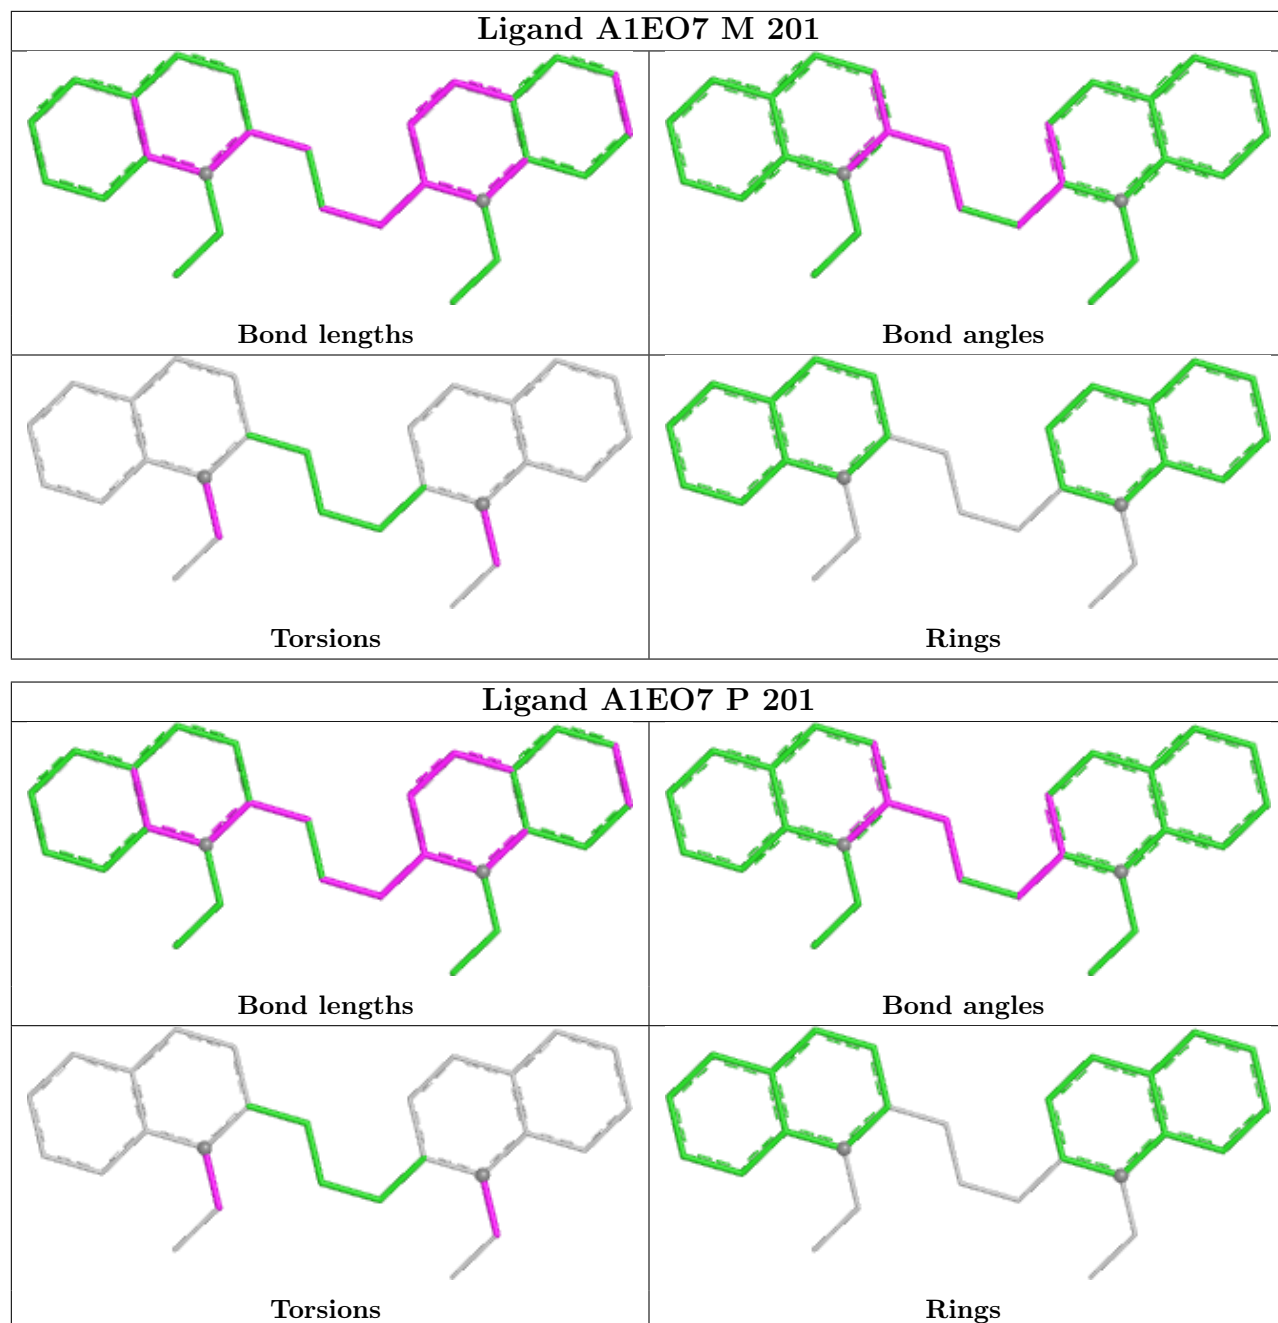 Ligand A1EO7 M 201
Bond lengths
Bond angles
Torsions
Rings
Ligand A1EO7 P 201
Bond lengths
Bond angles
Torsions
Rings